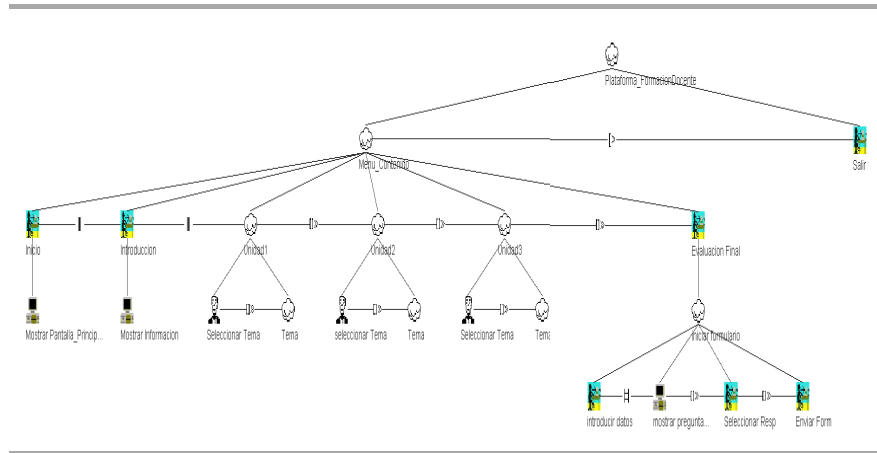 Plataforma_FormacionDocente
Menu_Contenido
Salir
Inicio
Introduccion
Unidad1
Unidad2
Unidad3
Evaluacion Final
Mostrar Pantalla_Princip...
Mostrar Informacion
Seleccionar Tema
Tema
seleccionar Tema
Tema
Seleccionar Tema
Tema
Iniciar formulario
introducir datos
mostrar pregunta...
Seleccionar Resp
Enviar Form